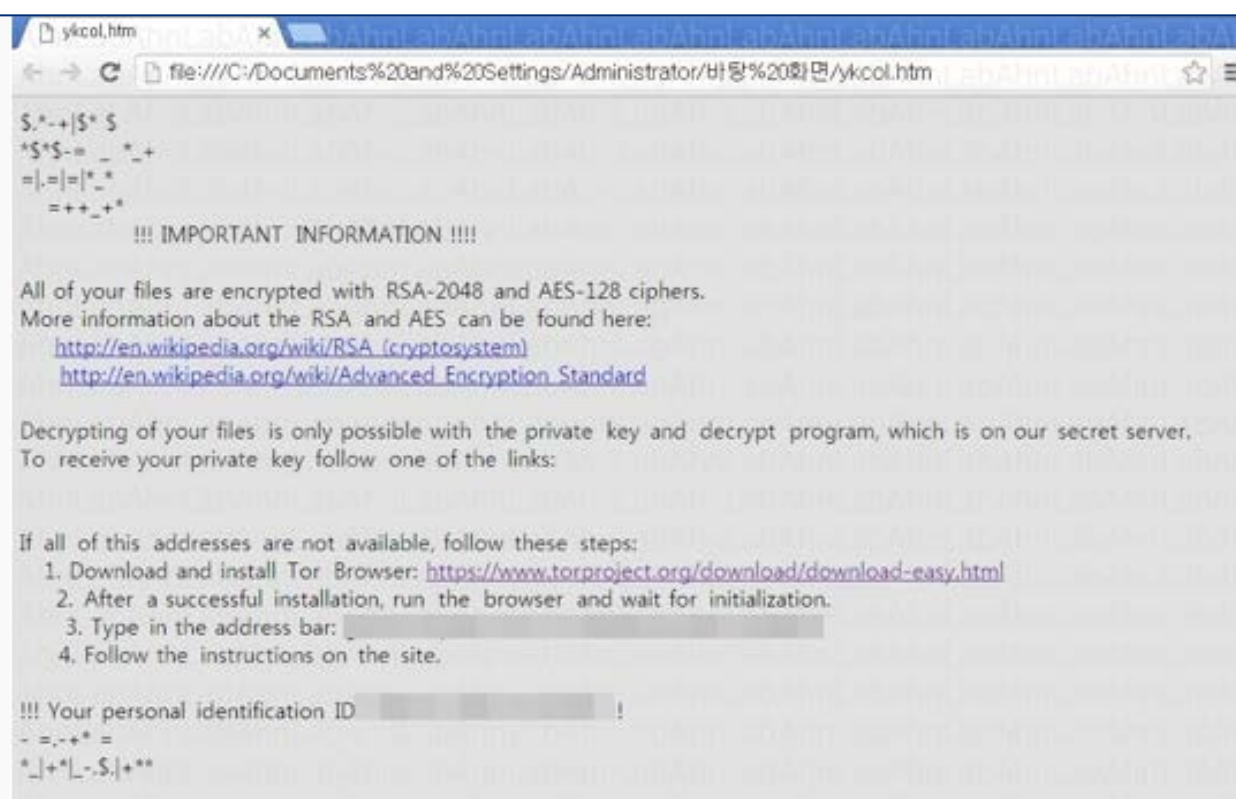 ykcol.htm
file:///C:/Documents%20and%20Settings/Administrator/바탕%20화면/ykcol.htm
$.*-+|$* $
*$*$-= _ *_+
=|.=|=|*_*
=++_+*
!!! IMPORTANT INFORMATION !!!!
All of your files are encrypted with RSA-2048 and AES-128 ciphers.
More information about the RSA and AES can be found here:
http://en.wikipedia.org/wiki/RSA_(cryptosystem)
http://en.wikipedia.org/wiki/Advanced_Encryption_Standard
Decrypting of your files is only possible with the private key and decrypt program, which is on our secret server.
To receive your private key follow one of the links:
If all of this addresses are not available, follow these steps:
1. Download and install Tor Browser: https://www.torproject.org/download/download-easy.html
2. After a successful installation, run the browser and wait for initialization.
3. Type in the address bar:
4. Follow the instructions on the site.
!!! Your personal identification ID !
- =.-+* =
*_|+*|_-.$.|+**